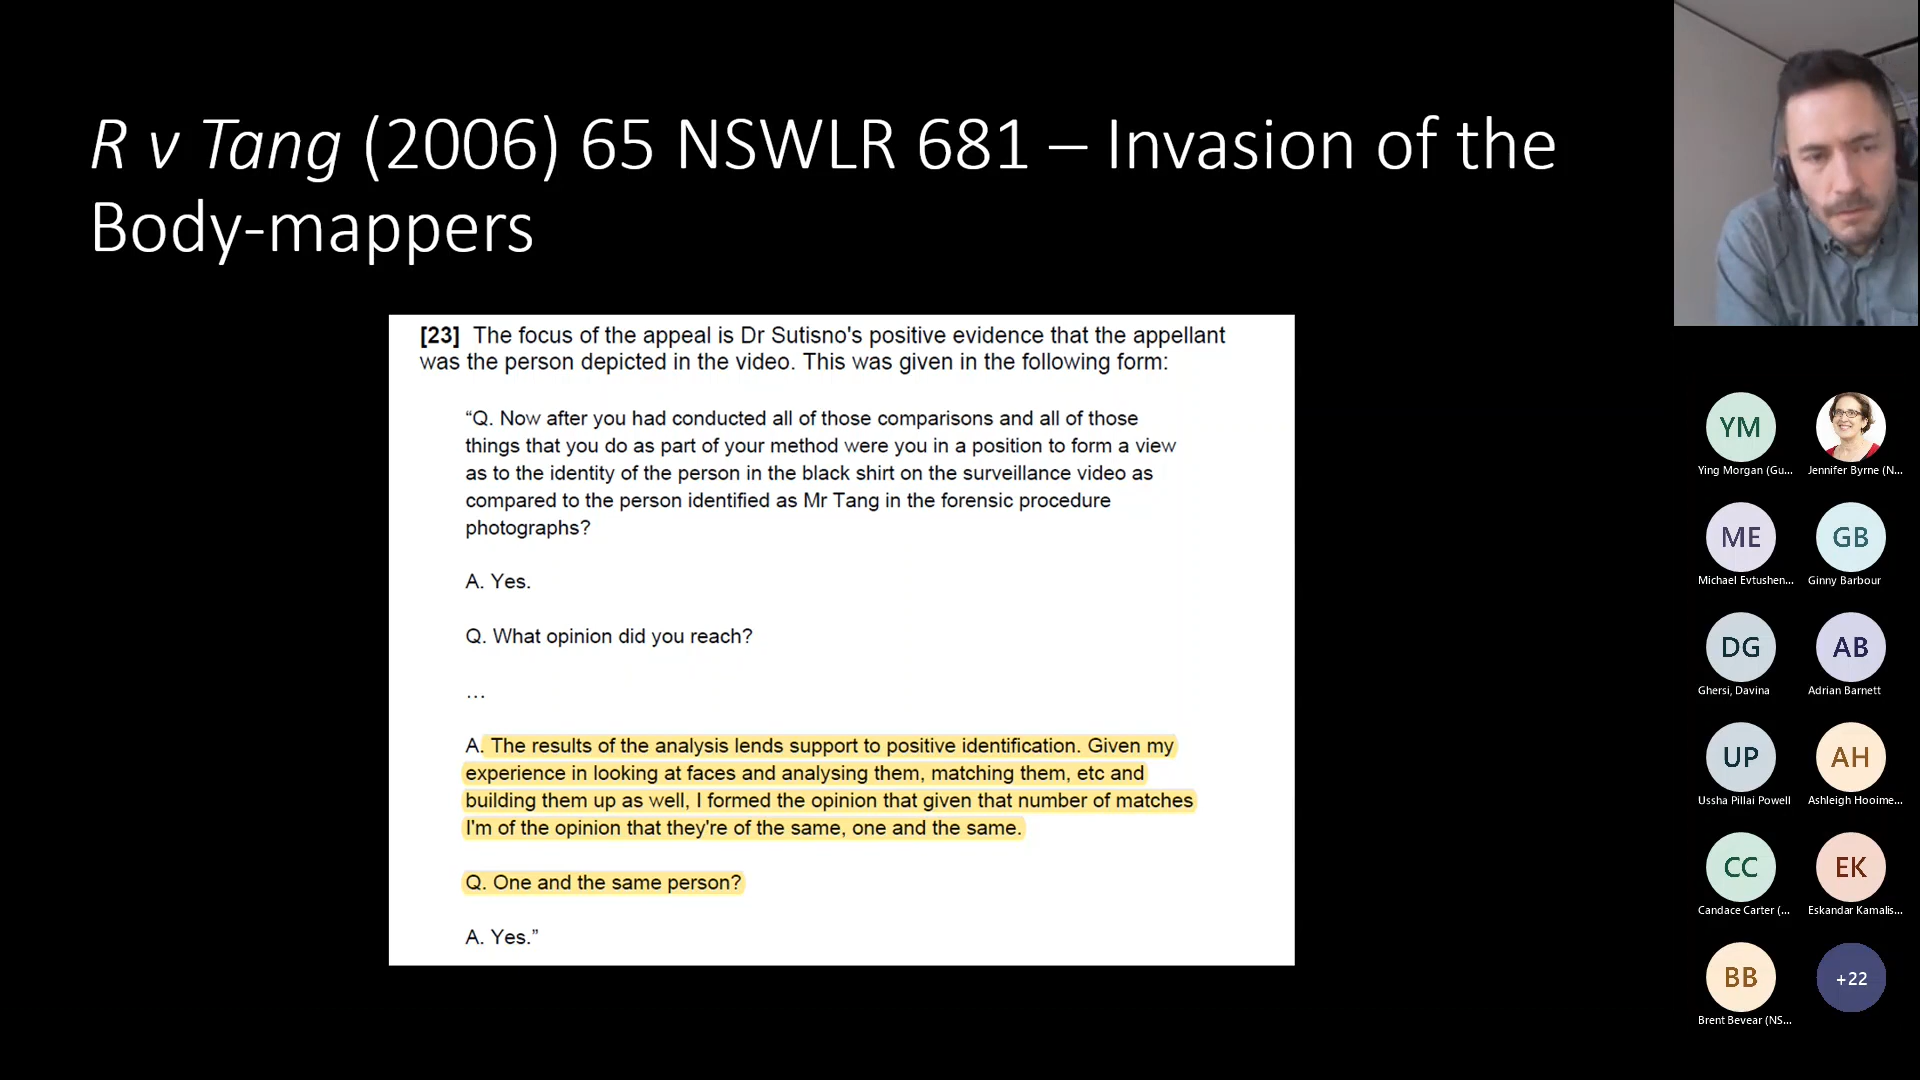 R v Tang (2006) 65 NSWLR 681 – Invasion of the
Body-mappers
[23] The focus of the appeal is Dr Sutisno's positive evidence that the appellant
was the person depicted in the video. This was given in the following form:
“Q. Now after you had conducted all of those comparisons and all of those
things that you do as part of your method were you in a position to form a view
as to the identity of the person in the black shirt on the surveillance video as
compared to the person identified as Mr Tang in the forensic procedure
photographs?
A. Yes.
Q. What opinion did you reach?
…
A. The results of the analysis lends support to positive identification. Given my
experience in looking at faces and analysing them, matching them, etc and
building them up as well, I formed the opinion that given that number of matches
I'm of the opinion that they're of the same, one and the same.
Q. One and the same person?
A. Yes.”
YM
Ying Morgan (Gu...
Jennifer Byrne (N...
ME
GB
Michael Evtushen...
Ginny Barbour
DG
AB
Ghersi, Davina
Adrian Barnett
UP
AH
Ussha Pillai Powell
Ashleigh Hooime...
CC
EK
Candace Carter (...
Eskandar Kamalis...
BB
+22
Brent Bevear (NS...